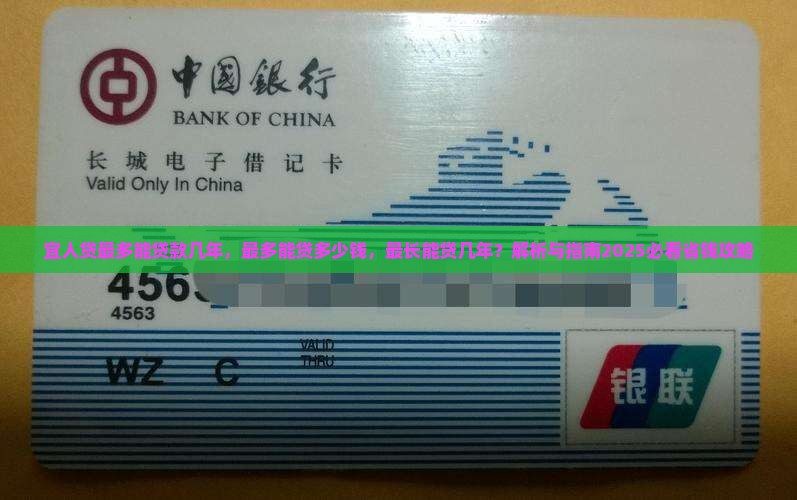 中國銀行
BANK OF CHINA
长城电子借记卡
Valid Only In China
宜人贷最多能贷款几年，最多能贷多少钱，最长能贷几年？解析与指南2025必看省钱攻略
456
4563
VALID
THRU
WZ C
银联